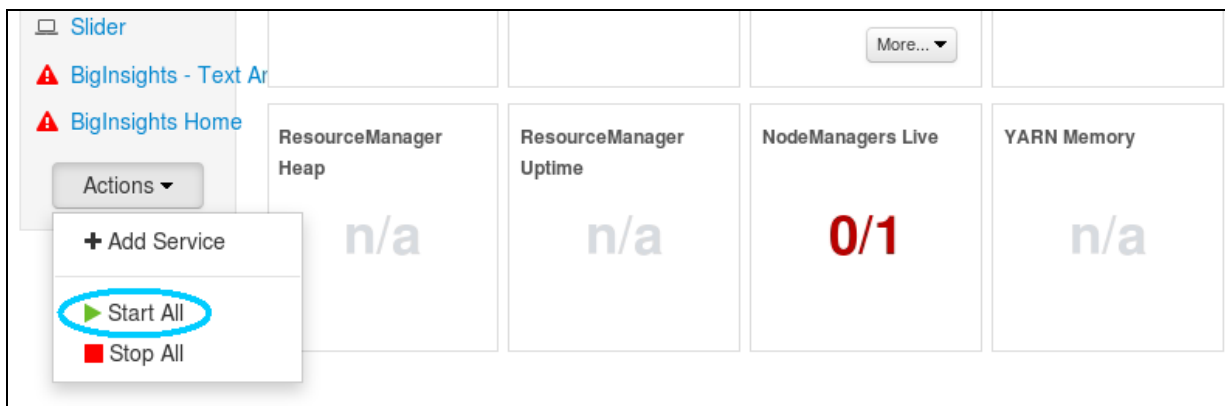 Slider
BigInsights - Text Ar
BigInsights Home
Actions
Add Service
Start All
Stop All
More...
ResourceManager
Heap
n/a
ResourceManager
Uptime
n/a
NodeManagers Live
0/1
YARN Memory
n/a